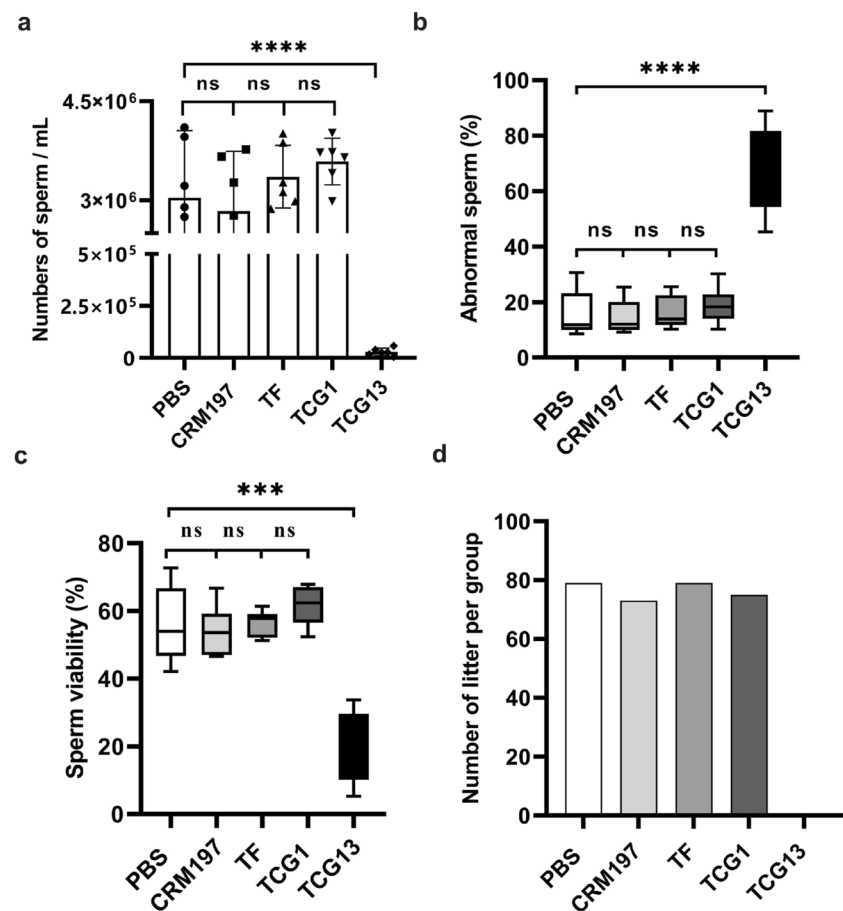 a
****
ns ns ns
4.5×10⁶
3×10⁶
5×10⁵
2.5×10⁵
0
Numbers of sperm / mL
PBS CRM197 TF TCG1 TCG13
b
****
ns ns ns
100
80
60
40
20
0
Abnormal sperm (%)
PBS CRM197 TF TCG1 TCG13
c
***
ns ns ns
80
60
40
20
0
Sperm viability (%)
PBS CRM197 TF TCG1 TCG13
d
100
80
60
40
20
0
Number of litter per group
PBS CRM197 TF TCG1 TCG13